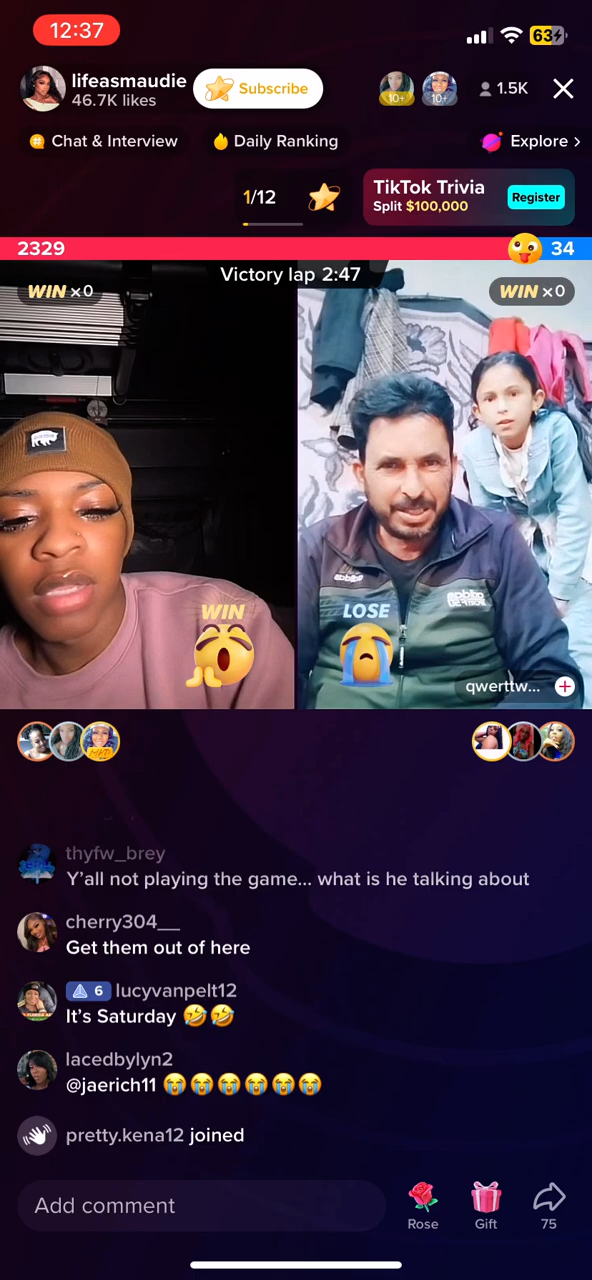 12:37
63
lifeasmaudie
46.7K likes
Subscribe
10+
10+
1.5K
Chat & Interview
Daily Ranking
Explore >
1/12
TikTok Trivia
Split $100,000
Register
2329
34
Victory lap 2:47
WIN x0
WIN x0
WIN
LOSE
qwerttw...
thyfw_brey
Y'all not playing the game... what is he talking about
cherry304__
Get them out of here
6 lucyvanpelt12
It's Saturday 🤣🤣
lacedbylyn2
@jaerich11 😭😭😭😭😭😭
pretty.kena12 joined
Add comment
Rose
Gift
75